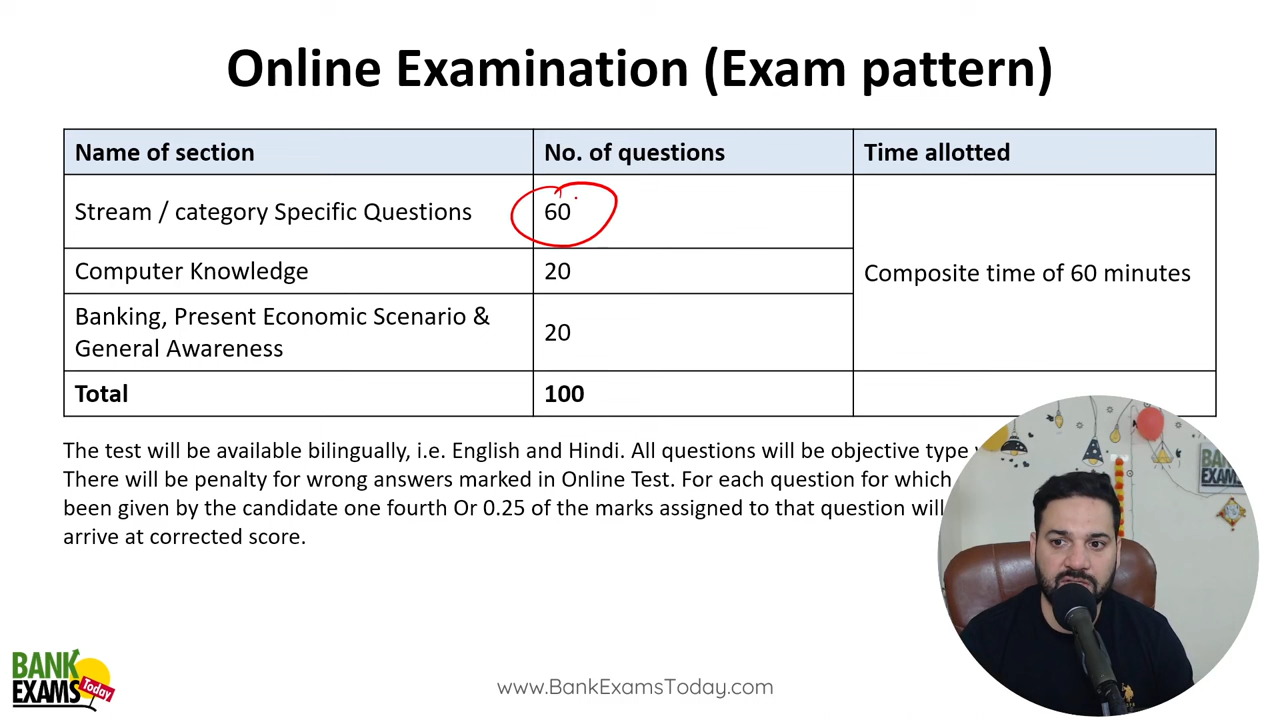 Online Examination (Exam pattern)
Name of section No. of questions Time allotted
Stream / category Specific Questions 60
Composite time of 60 minutes
Computer Knowledge 20
Banking, Present Economic Scenario &
General Awareness 20
Total 100
The test will be available bilingually, i.e. English and Hindi. All questions will be objective type
There will be penalty for wrong answers marked in Online Test. For each question for which
been given by the candidate one fourth Or 0.25 of the marks assigned to that question will
arrive at corrected score.
BANK
EXAMS
Today
www.BankExamsToday.com
BANK
EXAMS